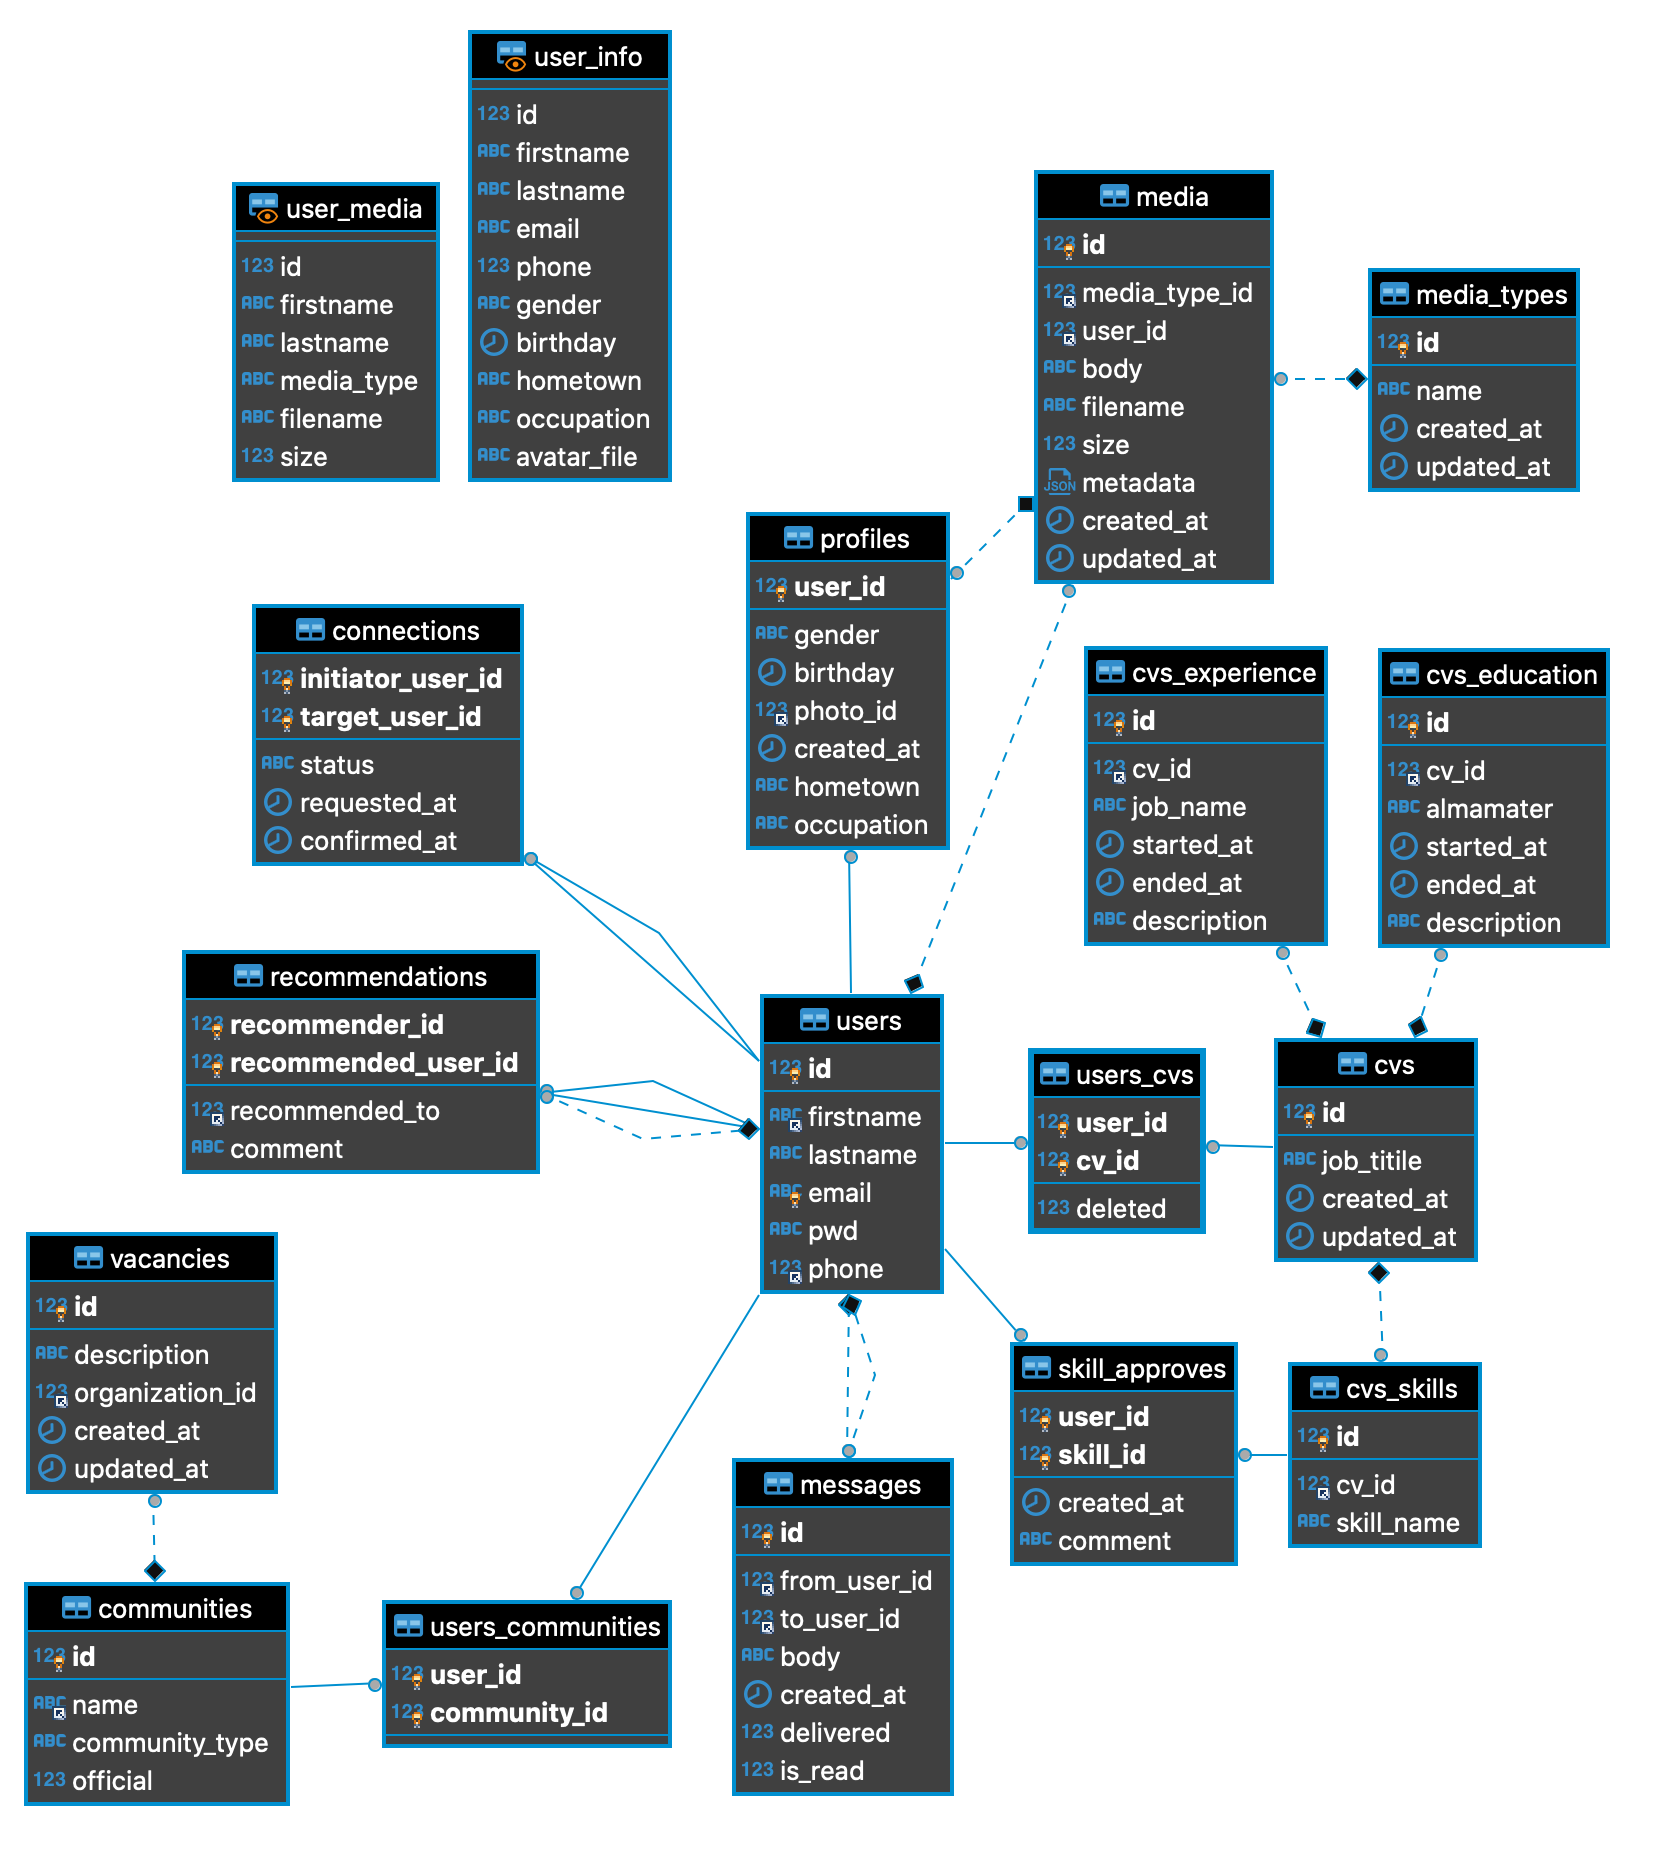 user_info
123 id
ABC firstname
ABC lastname
ABC email
123 phone
ABC gender
birthday
ABC hometown
ABC occupation
ABC avatar_file
user_media
123 id
ABC firstname
ABC lastname
ABC media_type
ABC filename
123 size
media
123 id
123 media_type_id
123 user_id
ABC body
ABC filename
123 size
JSON metadata
created_at
updated_at
media_types
123 id
ABC name
created_at
updated_at
profiles
123 user_id
ABC gender
birthday
123 photo_id
created_at
ABC hometown
ABC occupation
connections
123 initiator_user_id
123 target_user_id
ABC status
requested_at
confirmed_at
cvs_experience
123 id
123 cv_id
ABC job_name
started_at
ended_at
ABC description
cvs_education
123 id
123 cv_id
ABC almamater
started_at
ended_at
ABC description
recommendations
123 recommender_id
123 recommended_user_id
123 recommended_to
ABC comment
users
123 id
ABC firstname
ABC lastname
ABC email
ABC pwd
123 phone
users_cvs
123 user_id
123 cv_id
123 deleted
cvs
123 id
ABC job_titile
created_at
updated_at
vacancies
123 id
ABC description
123 organization_id
created_at
updated_at
skill_approves
123 user_id
123 skill_id
created_at
ABC comment
cvs_skills
123 id
123 cv_id
ABC skill_name
messages
123 id
123 from_user_id
123 to_user_id
ABC body
created_at
123 delivered
123 is_read
communities
123 id
ABC name
ABC community_type
123 official
users_communities
123 user_id
123 community_id